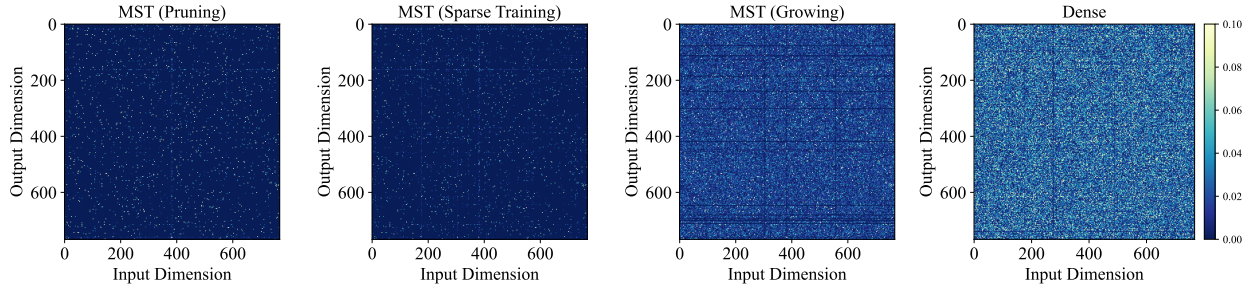 MST (Pruning)
0
200
400
600
Output Dimension
0 200 400 600
Input Dimension
MST (Sparse Training)
0
200
400
600
Output Dimension
0 200 400 600
Input Dimension
MST (Growing)
0
200
400
600
Output Dimension
0 200 400 600
Input Dimension
Dense
0
200
400
600
Output Dimension
0 200 400 600
Input Dimension
0.10
0.08
0.06
0.04
0.02
0.00